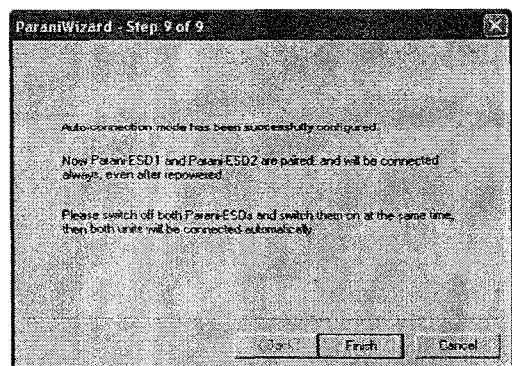 ParaniWizard - Step 9 of 9
Auto-connection mode has been successfully configured.
Now Parani-ESD1 and Parani-ESD2 are paired, and will be connected
always, even after repowered.
Please switch off both Parani-ESDs and switch them on at the same time,
then both units will be connected automatically.
< Back Finish Cancel